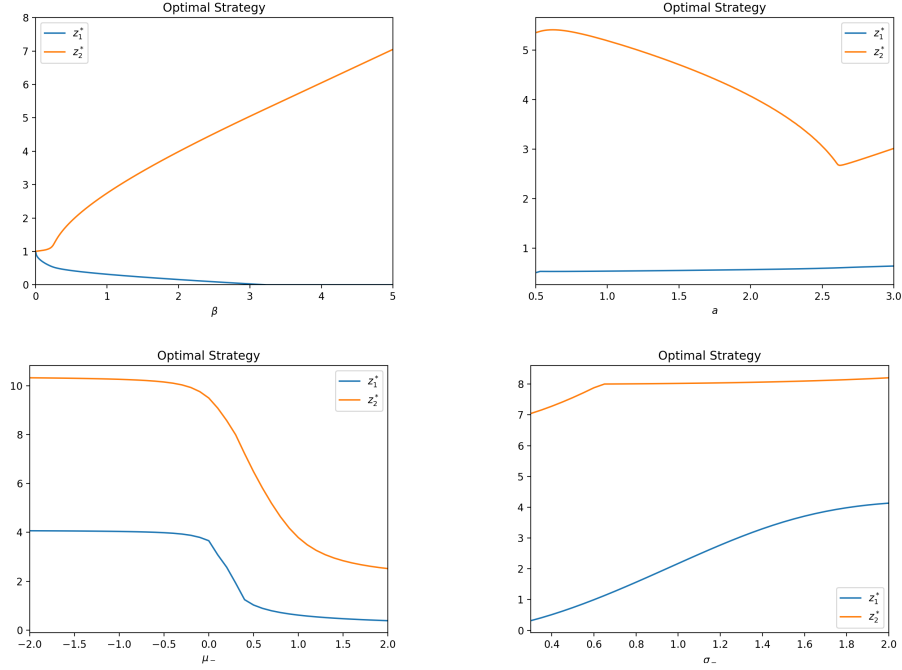 Optimal Strategy
z₁*
z₂*
8
7
6
5
4
3
2
1
0
0 1 2 3 4 5
β
Optimal Strategy
z₁*
z₂*
5
4
3
2
1
0.5 1.0 1.5 2.0 2.5 3.0
a
Optimal Strategy
z₁*
z₂*
10
8
6
4
2
0
−2.0 −1.5 −1.0 −0.5 0.0 0.5 1.0 1.5 2.0
μ₋
Optimal Strategy
8
7
6
5
4
3
2
1
0
z₁*
z₂*
0.4 0.6 0.8 1.0 1.2 1.4 1.6 1.8 2.0
σ₋